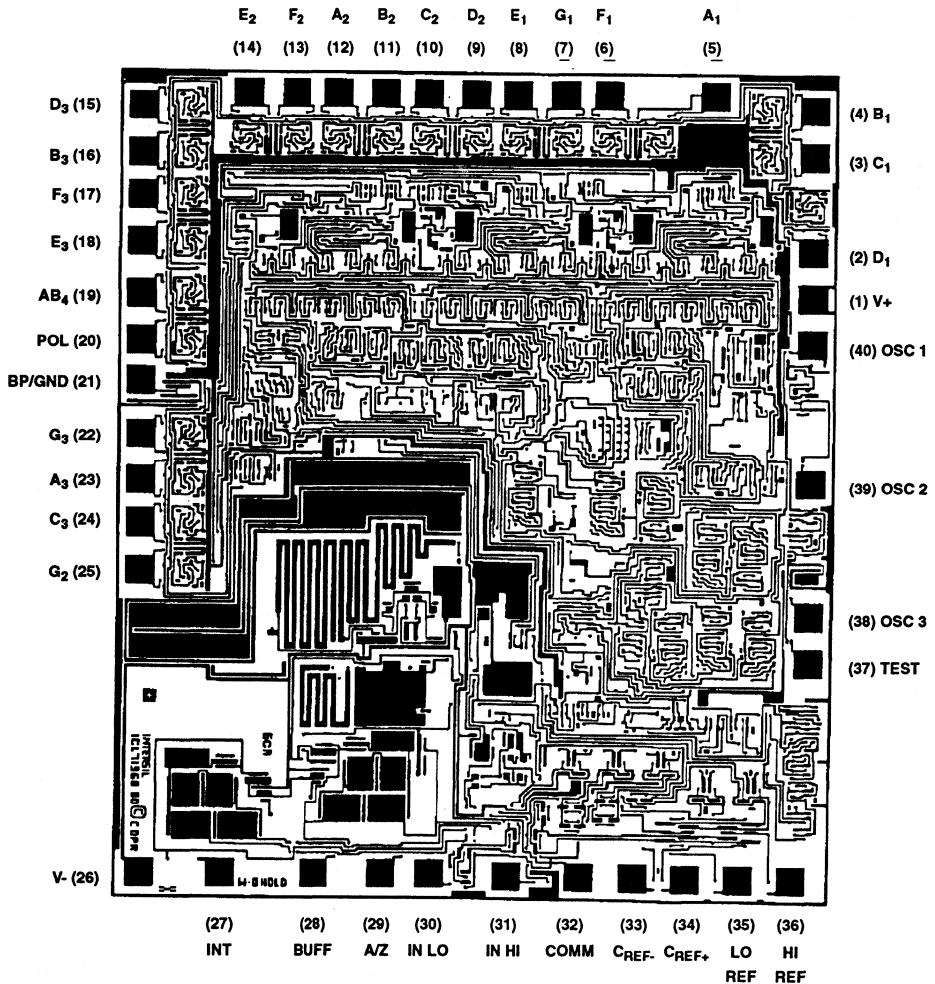 E2 F2 A2 B2 C2 D2 E1 G1 F1 A1
(14) (13) (12) (11) (10) (9) (8) (7) (6) (5)
D3 (15)
(4) B1
B3 (16)
(3) C1
F3 (17)
E3 (18)
(2) D1
AB4 (19)
(1) V+
POL (20)
(40) OSC 1
BP/GND (21)
G3 (22)
A3 (23)
(39) OSC 2
C3 (24)
G2 (25)
(38) OSC 3
(37) TEST
INTERSIL
V- (26)
(27) (28) (29) (30) (31) (32) (33) (34) (35) (36)
INT BUFF A/Z IN LO IN HI COMM CREF- CREF+ LO HI
REF REF